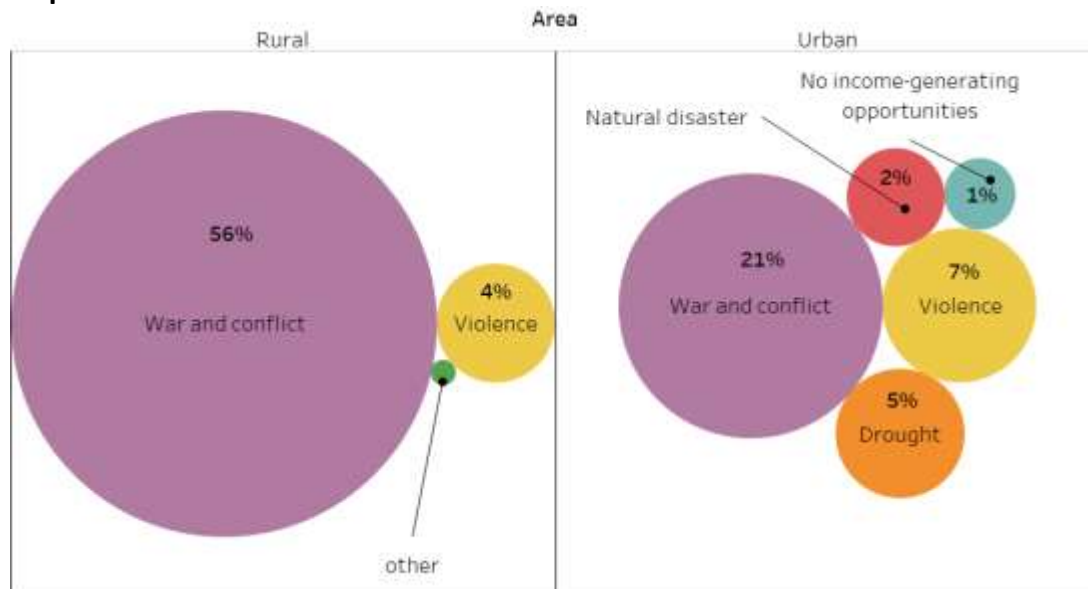 Area
Rural
Urban
56%
War and conflict
4%
Violence
other
No income-generating
opportunities
Natural disaster
2%
1%
21%
War and conflict
7%
Violence
5%
Drought